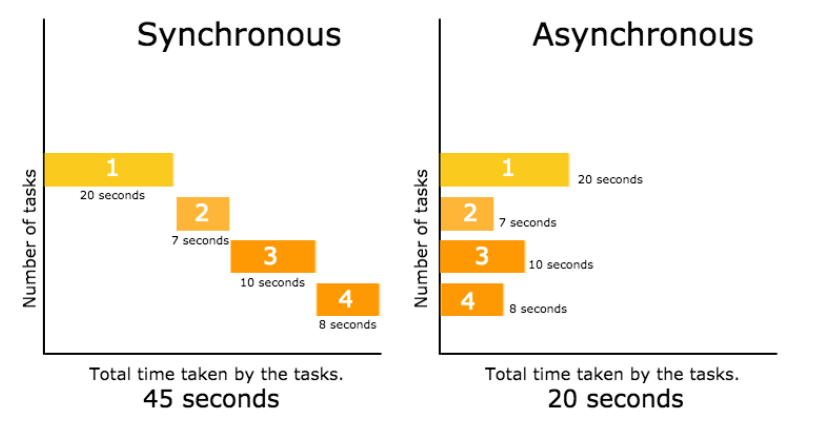 Synchronous
Number of tasks
1
20 seconds
2
7 seconds
3
10 seconds
4
8 seconds
Total time taken by the tasks.
45 seconds
Asynchronous
Number of tasks
1
20 seconds
2
7 seconds
3
10 seconds
4
8 seconds
Total time taken by the tasks.
20 seconds